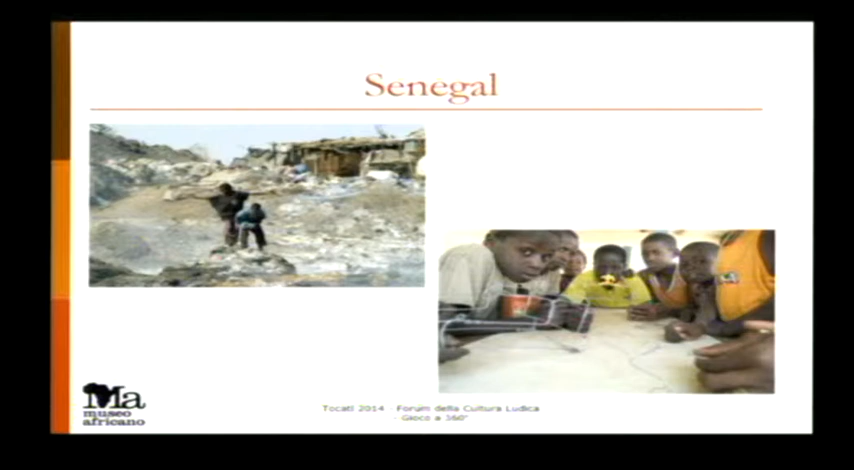 Senegal
Ma
museo
africano
Tocatì 2014 - Forum della Cultura Ludica
- Gioco a 360°